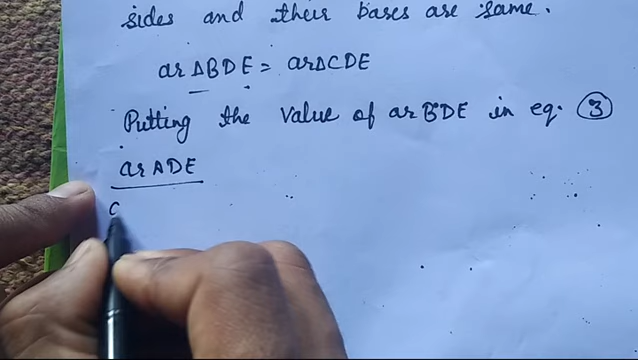 sides and their bases are same.
ar ΔBDE = arΔCDE
Putting the value of ar BDE in eq. 3
ar ADE